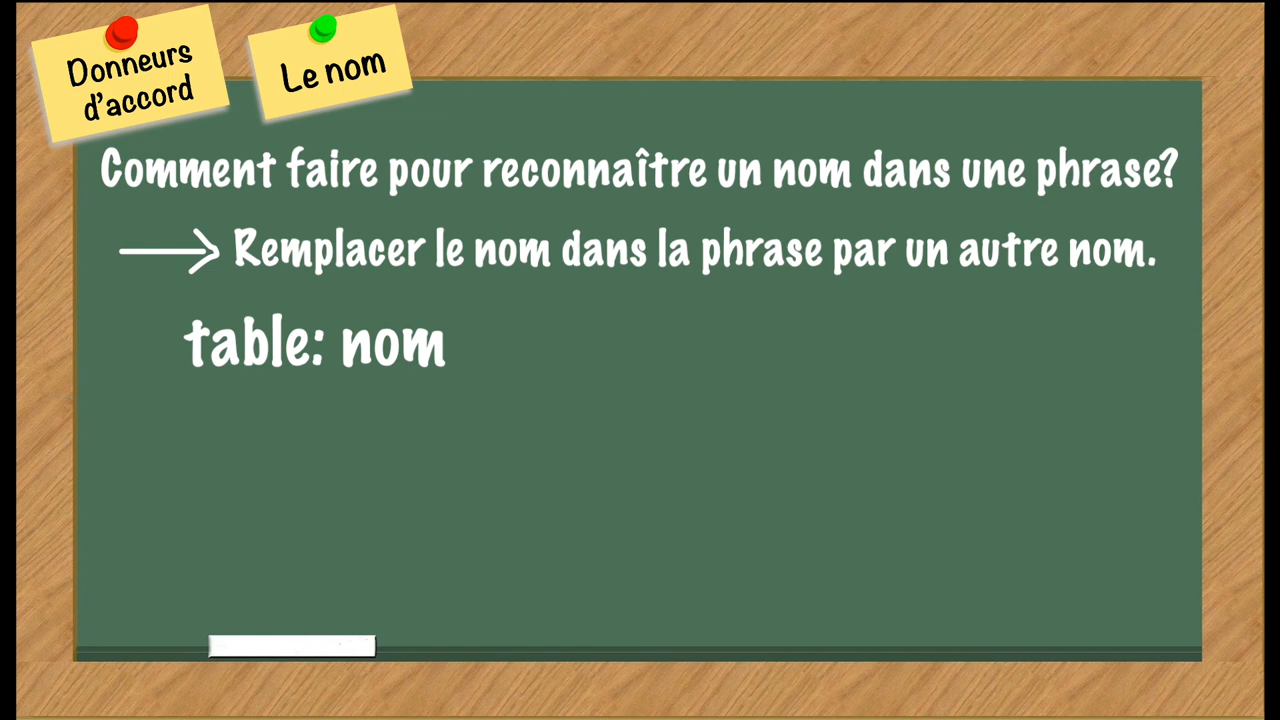 Donneurs
d'accord
Le nom
Comment faire pour reconnaître un nom dans une phrase?
Remplacer le nom dans la phrase par un autre nom.
table: nom